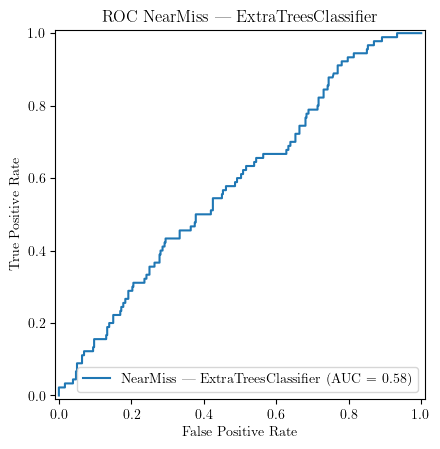 ROC NearMiss — ExtraTreesClassifier
1.0
0.8
0.6
0.4
0.2
0.0
True Positive Rate
NearMiss — ExtraTreesClassifier (AUC = 0.58)
0.0 0.2 0.4 0.6 0.8 1.0
False Positive Rate